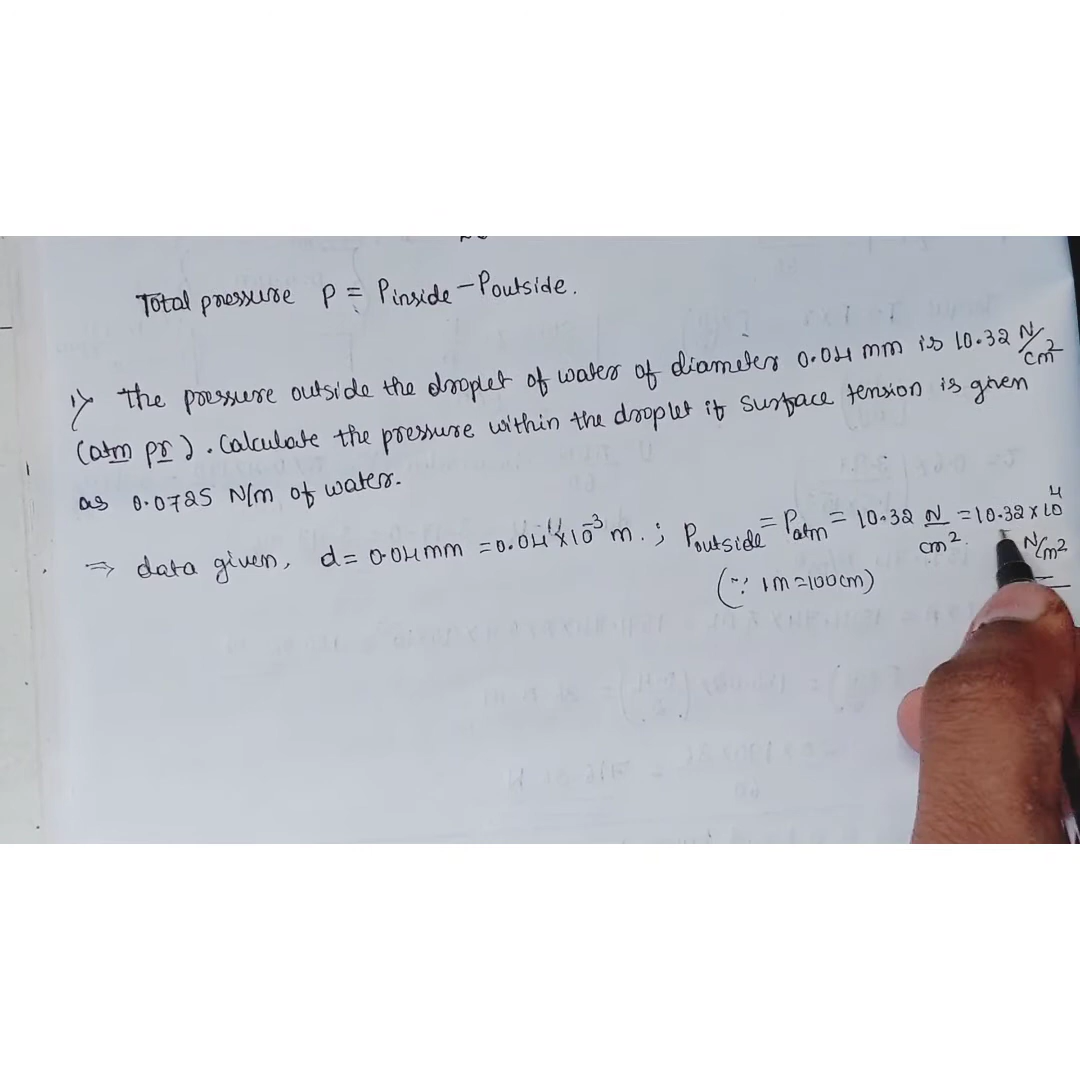 Total pressure P = Pinside - Poutside.
1) The pressure outside the droplet of water of diameter 0.04 mm is 10.32 N/cm²
(atm pr). Calculate the pressure within the droplet if surface tension is given
as 0.0725 N/m of water.
⇒ data given, d = 0.04mm = 0.04 × 10⁻³ m. ; Poutside = Patm = 10.32 N/cm². = 10.32 × 10⁴ N/m²
(∵ 1m = 100cm)